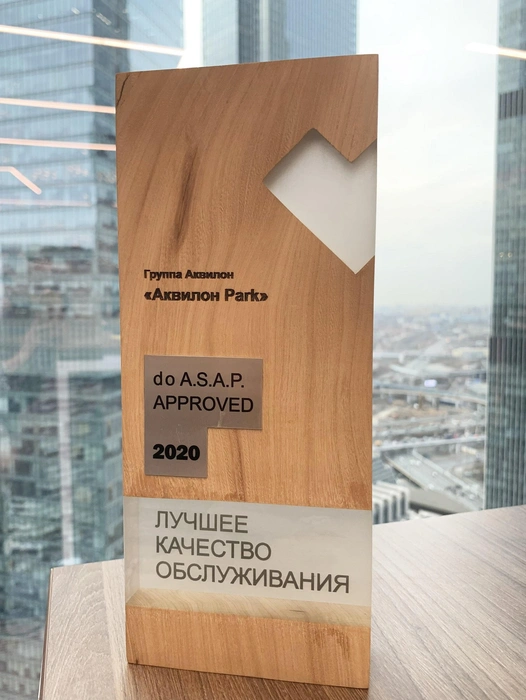 Группа Аквилон
«Аквилон Park»
do A.S.A.P.
APPROVED
2020
ЛУЧШЕЕ
КАЧЕСТВО
ОБСЛУЖИВАНИЯ